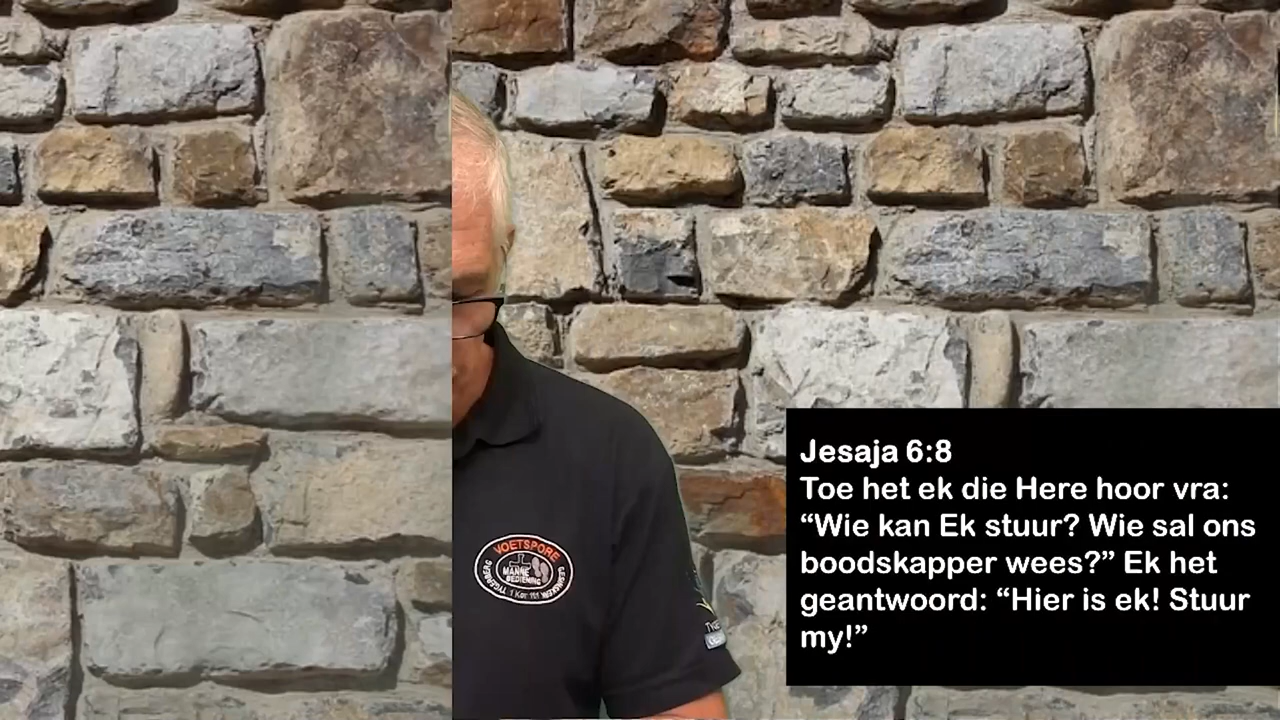 VOETSPORE
MANNE
BEDIENING
TYGERBERG
Jesaja 6:8
Toe het ek die Here hoor vra:
“Wie kan Ek stuur? Wie sal ons
boodskapper wees?” Ek het
geantwoord: “Hier is ek! Stuur
my!”